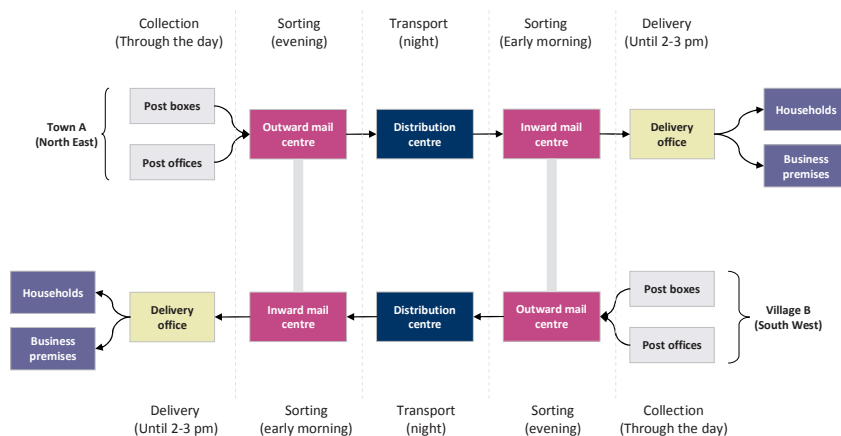 Collection
(Through the day)
Sorting
(evening)
Transport
(night)
Sorting
(Early morning)
Delivery
(Until 2-3 pm)
Town A
(North East)
Post boxes
Post offices
Outward mail
centre
Distribution
centre
Inward mail
centre
Delivery
office
Households
Business
premises
Households
Business
premises
Delivery
office
Inward mail
centre
Distribution
centre
Outward mail
centre
Post boxes
Post offices
Village B
(South West)
Delivery
(Until 2-3 pm)
Sorting
(early morning)
Transport
(night)
Sorting
(evening)
Collection
(Through the day)